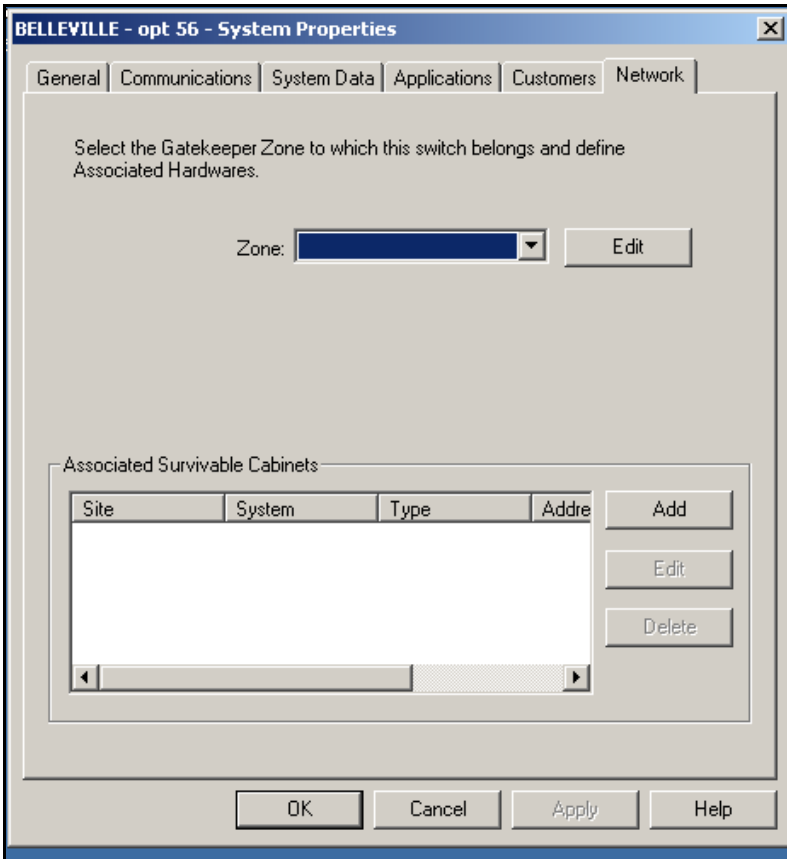 BELLEVILLE - opt 56 - System Properties
General Communications System Data Applications Customers Network
Select the Gatekeeper Zone to which this switch belongs and define
Associated Hardwares.
Zone: Edit
Associated Survivable Cabinets
Site System Type Addre Add
Edit
Delete
OK Cancel Apply Help